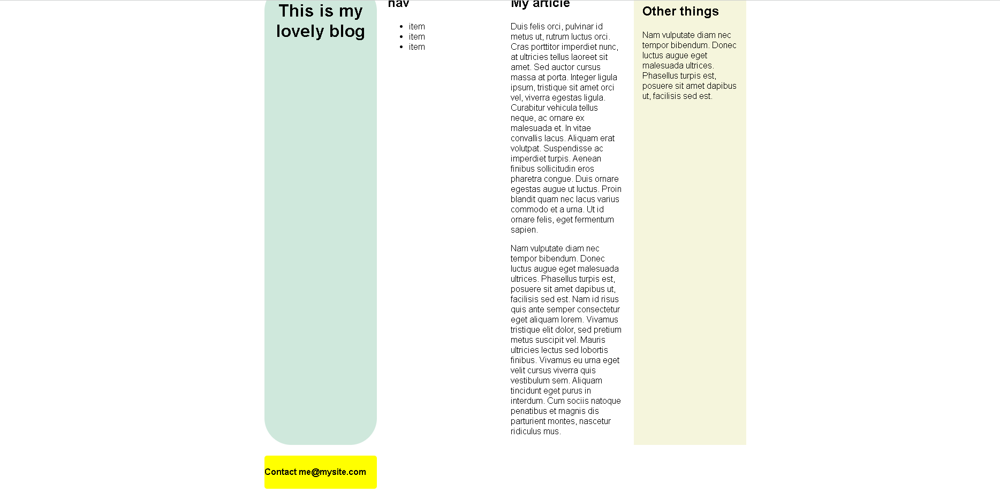 This is my
lovely blog
nav
item
item
item
My article
Duis felis orci, pulvinar id
metus ut, rutrum luctus orci.
Cras porttitor imperdiet nunc,
at ultricies tellus laoreet sit
amet. Sed auctor cursus
massa at porta. Integer ligula
ipsum, tristique sit amet orci
vel, viverra egestas ligula.
Curabitur vehicula tellus
neque, ac ornare ex
malesuada et. In vitae
convallis lacus. Aliquam erat
volutpat. Suspendisse ac
imperdiet turpis. Aenean
finibus sollicitudin eros
pharetra congue. Duis ornare
egestas augue ut luctus. Proin
blandit quam nec lacus varius
commodo et a urna. Ut id
ornare felis, eget fermentum
sapien.
Nam vulputate diam nec
tempor bibendum. Donec
luctus augue eget malesuada
ultrices. Phasellus turpis est,
posuere sit amet dapibus ut,
facilisis sed est. Nam id risus
quis ante semper consectetur
eget aliquam lorem. Vivamus
tristique elit dolor, sed pretium
metus suscipit vel. Mauris
ultricies lectus sed lobortis
finibus. Vivamus eu urna eget
velit cursus viverra quis
vestibulum sem. Aliquam
tincidunt eget purus in
interdum. Cum sociis natoque
penatibus et magnis dis
parturient montes, nascetur
ridiculus mus.
Other things
Nam vulputate diam nec
tempor bibendum. Donec
luctus augue eget
malesuada ultrices.
Phasellus turpis est,
posuere sit amet dapibus
ut, facilisis sed est.
Contact me@mysite.com